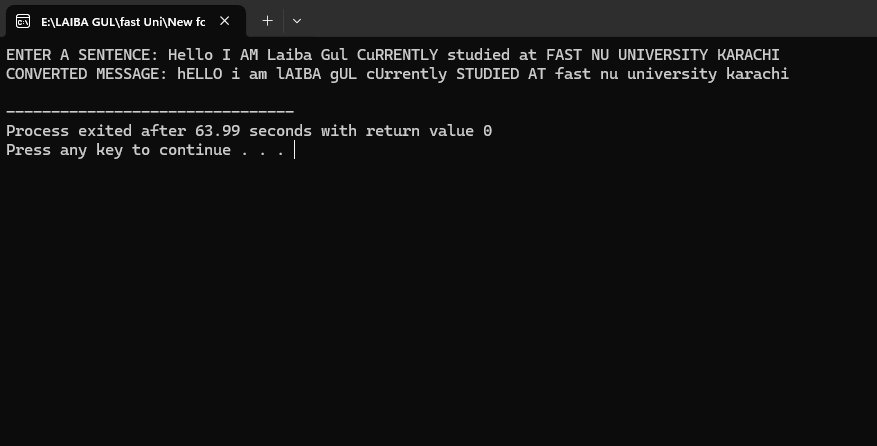 E:\LAIBA GUL\fast Uni\New fc
ENTER A SENTENCE: Hello I AM Laiba Gul CuRRENTLY studied at FAST NU UNIVERSITY KARACHI
CONVERTED MESSAGE: hELLO i am lAIBA gUL cUrrently STUDIED AT fast nu university karachi
--------------------------------
Process exited after 63.99 seconds with return value 0
Press any key to continue . . .